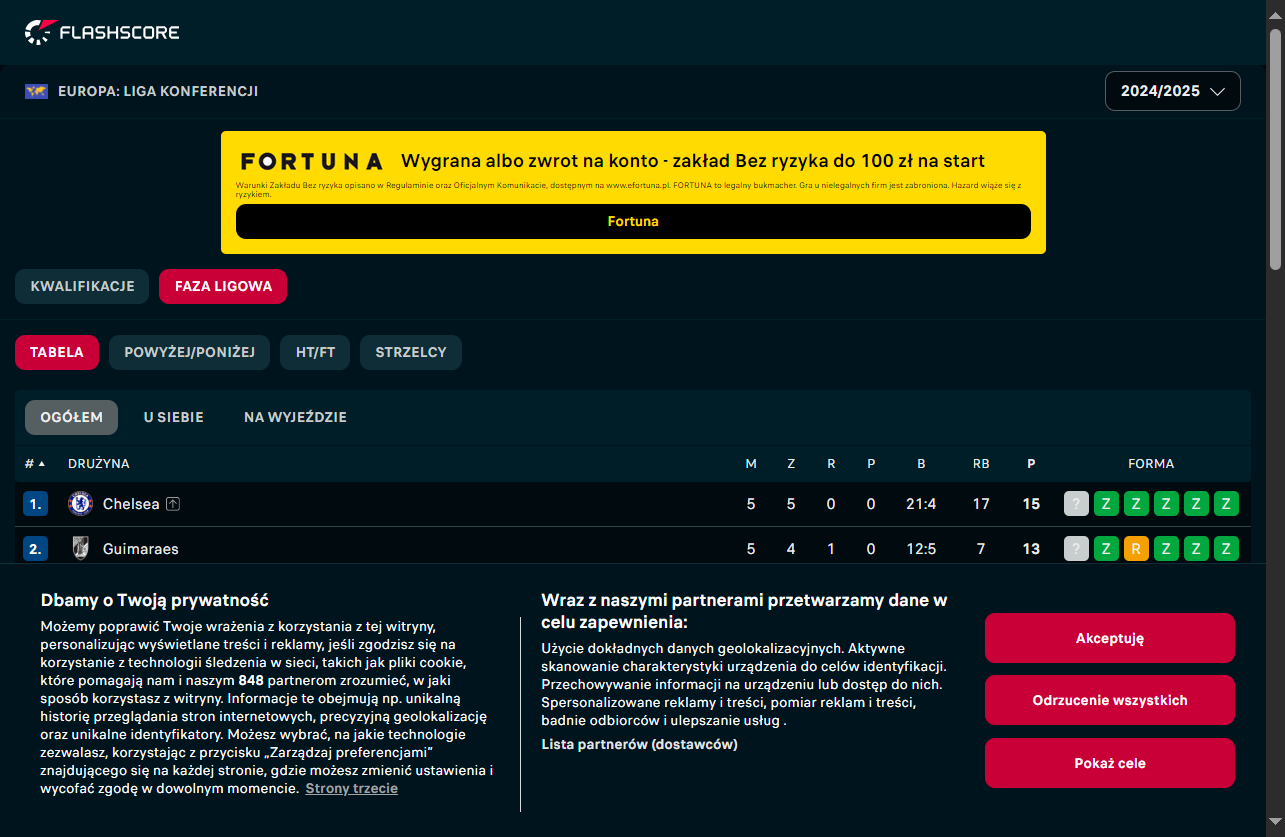 FLASHSCORE
EUROPA: LIGA KONFERENCJI
2024/2025
FORTUNA Wygrana albo zwrot na konto - zakład Bez ryzyka do 100 zł na start
Warunki Zakładu Bez ryzyka opisano w Regulaminie oraz Oficjalnym Komunikacie, dostępnym na www.efortuna.pl. FORTUNA to legalny bukmacher. Gra u nielegalnych firm jest zabroniona. Hazard wiąże się z
ryzykiem.
Fortuna
KWALIFIKACJE FAZA LIGOWA
TABELA POWYŻEJ/PONIŻEJ HT/FT STRZELCY
OGÓŁEM U SIEBIE NA WYJEŹDZIE
# DRUŻYNA M Z R P B RB P FORMA
1. Chelsea 5 5 0 0 21:4 17 15 ? Z Z Z Z Z
2. Guimaraes 5 4 1 0 12:5 7 13 ? Z R Z Z Z
Dbamy o Twoją prywatność
Możemy poprawić Twoje wrażenia z korzystania z tej witryny,
personalizując wyświetlane treści i reklamy, jeśli zgodzisz się na
korzystanie z technologii śledzenia w sieci, takich jak pliki cookie,
które pomagają nam i naszym 848 partnerom zrozumieć, w jaki
sposób korzystasz z witryny. Informacje te obejmują np. unikalną
historię przeglądania stron internetowych, precyzyjną geolokalizację
oraz unikalne identyfikatory. Możesz wybrać, na jakie technologie
zezwalasz, korzystając z przycisku „Zarządzaj preferencjami”
znajdującego się na każdej stronie, gdzie możesz zmienić ustawienia i
wycofać zgodę w dowolnym momencie. Strony trzecie
Wraz z naszymi partnerami przetwarzamy dane w
celu zapewnienia:
Użycie dokładnych danych geolokalizacyjnych. Aktywne
skanowanie charakterystyki urządzenia do celów identyfikacji.
Przechowywanie informacji na urządzeniu lub dostęp do nich.
Spersonalizowane reklamy i treści, pomiar reklam i treści,
badnie odbiorców i ulepszanie usług .
Lista partnerów (dostawców)
Akceptuję
Odrzucenie wszystkich
Pokaż cele